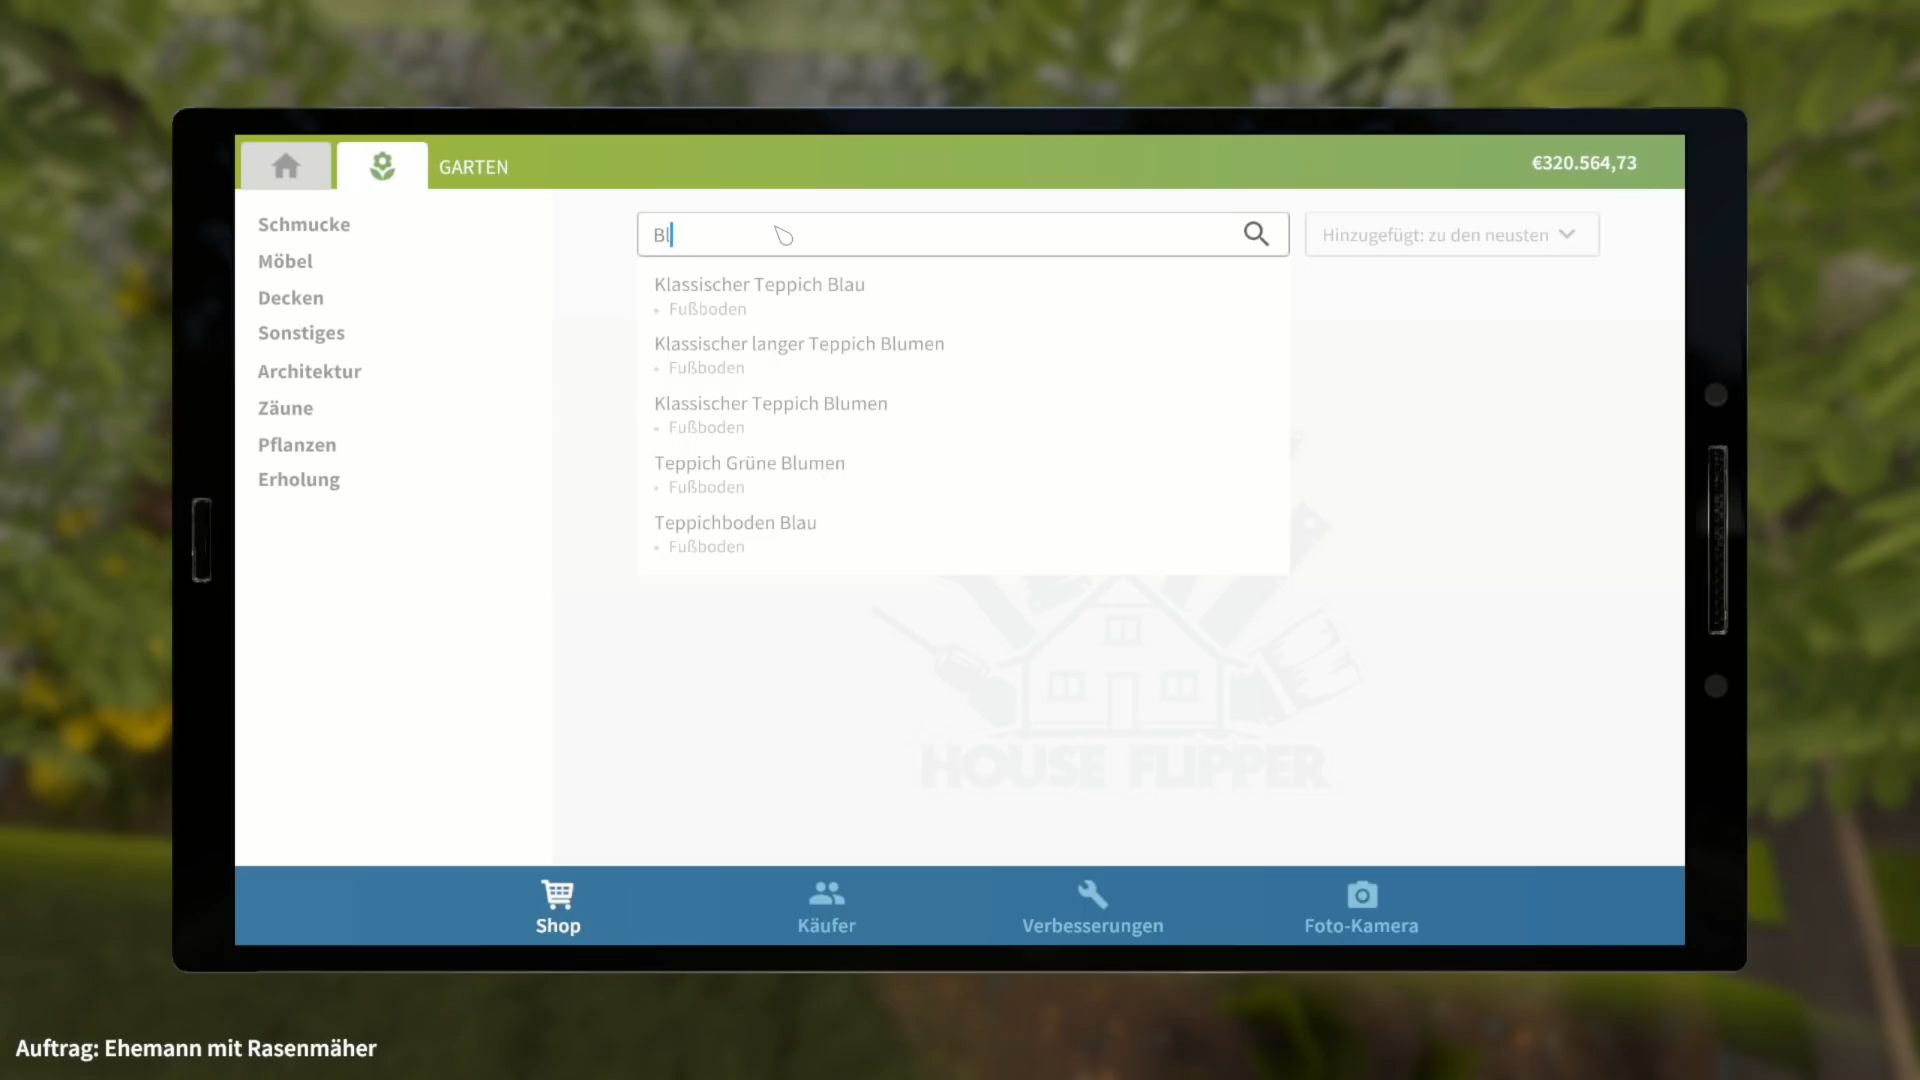 GARTEN
€320.564,73
Schmucke
Möbel
Decken
Sonstiges
Architektur
Zäune
Pflanzen
Erholung
Bl
Hinzugefügt: zu den neusten
Klassischer Teppich Blau
• Fußboden
Klassischer langer Teppich Blumen
• Fußboden
Klassischer Teppich Blumen
• Fußboden
Teppich Grüne Blumen
• Fußboden
Teppichboden Blau
• Fußboden
HOUSE FLIPPER
Shop
Käufer
Verbesserungen
Foto-Kamera
Auftrag: Ehemann mit Rasenmäher